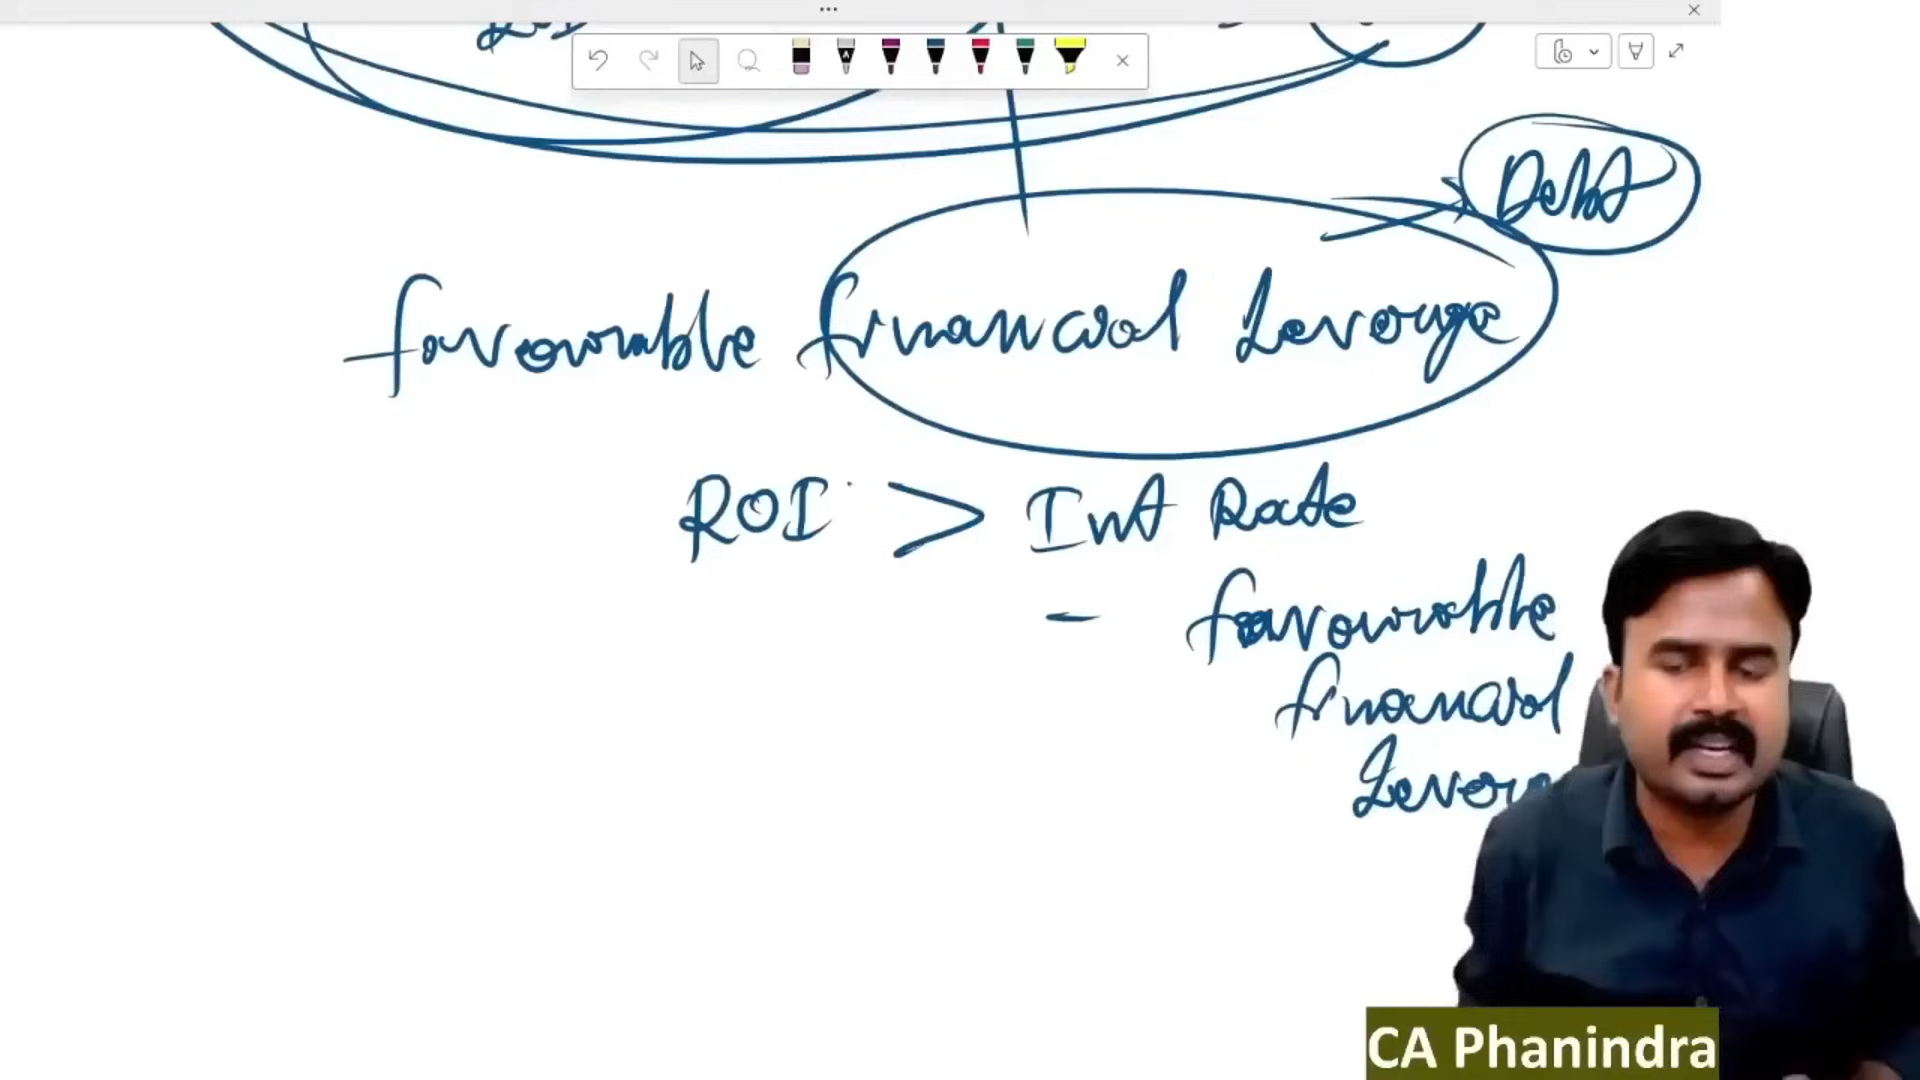 Debt
favourable financial Leverage
ROI > Int Rate
- favourable
financial
CA Phanindra